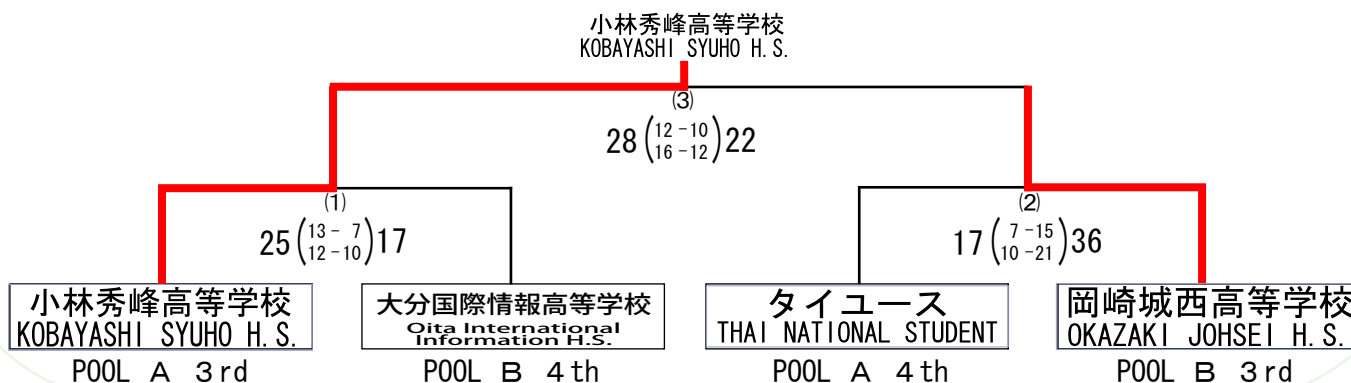 小林秀峰高等学校
KOBAYASHI SYUHO H.S.
(3)
28 (12-10 16-12) 22
(1)
25 (13- 7 12-10) 17
(2)
17 (7-15 10-21) 36
小林秀峰高等学校
KOBAYASHI SYUHO H.S.
POOL A 3rd
大分国際情報高等学校
Oita International
Information H.S.
POOL B 4th
タイユース
THAI NATIONAL STUDENT
POOL A 4th
岡崎城西高等学校
OKAZAKI JOHSEI H.S.
POOL B 3rd